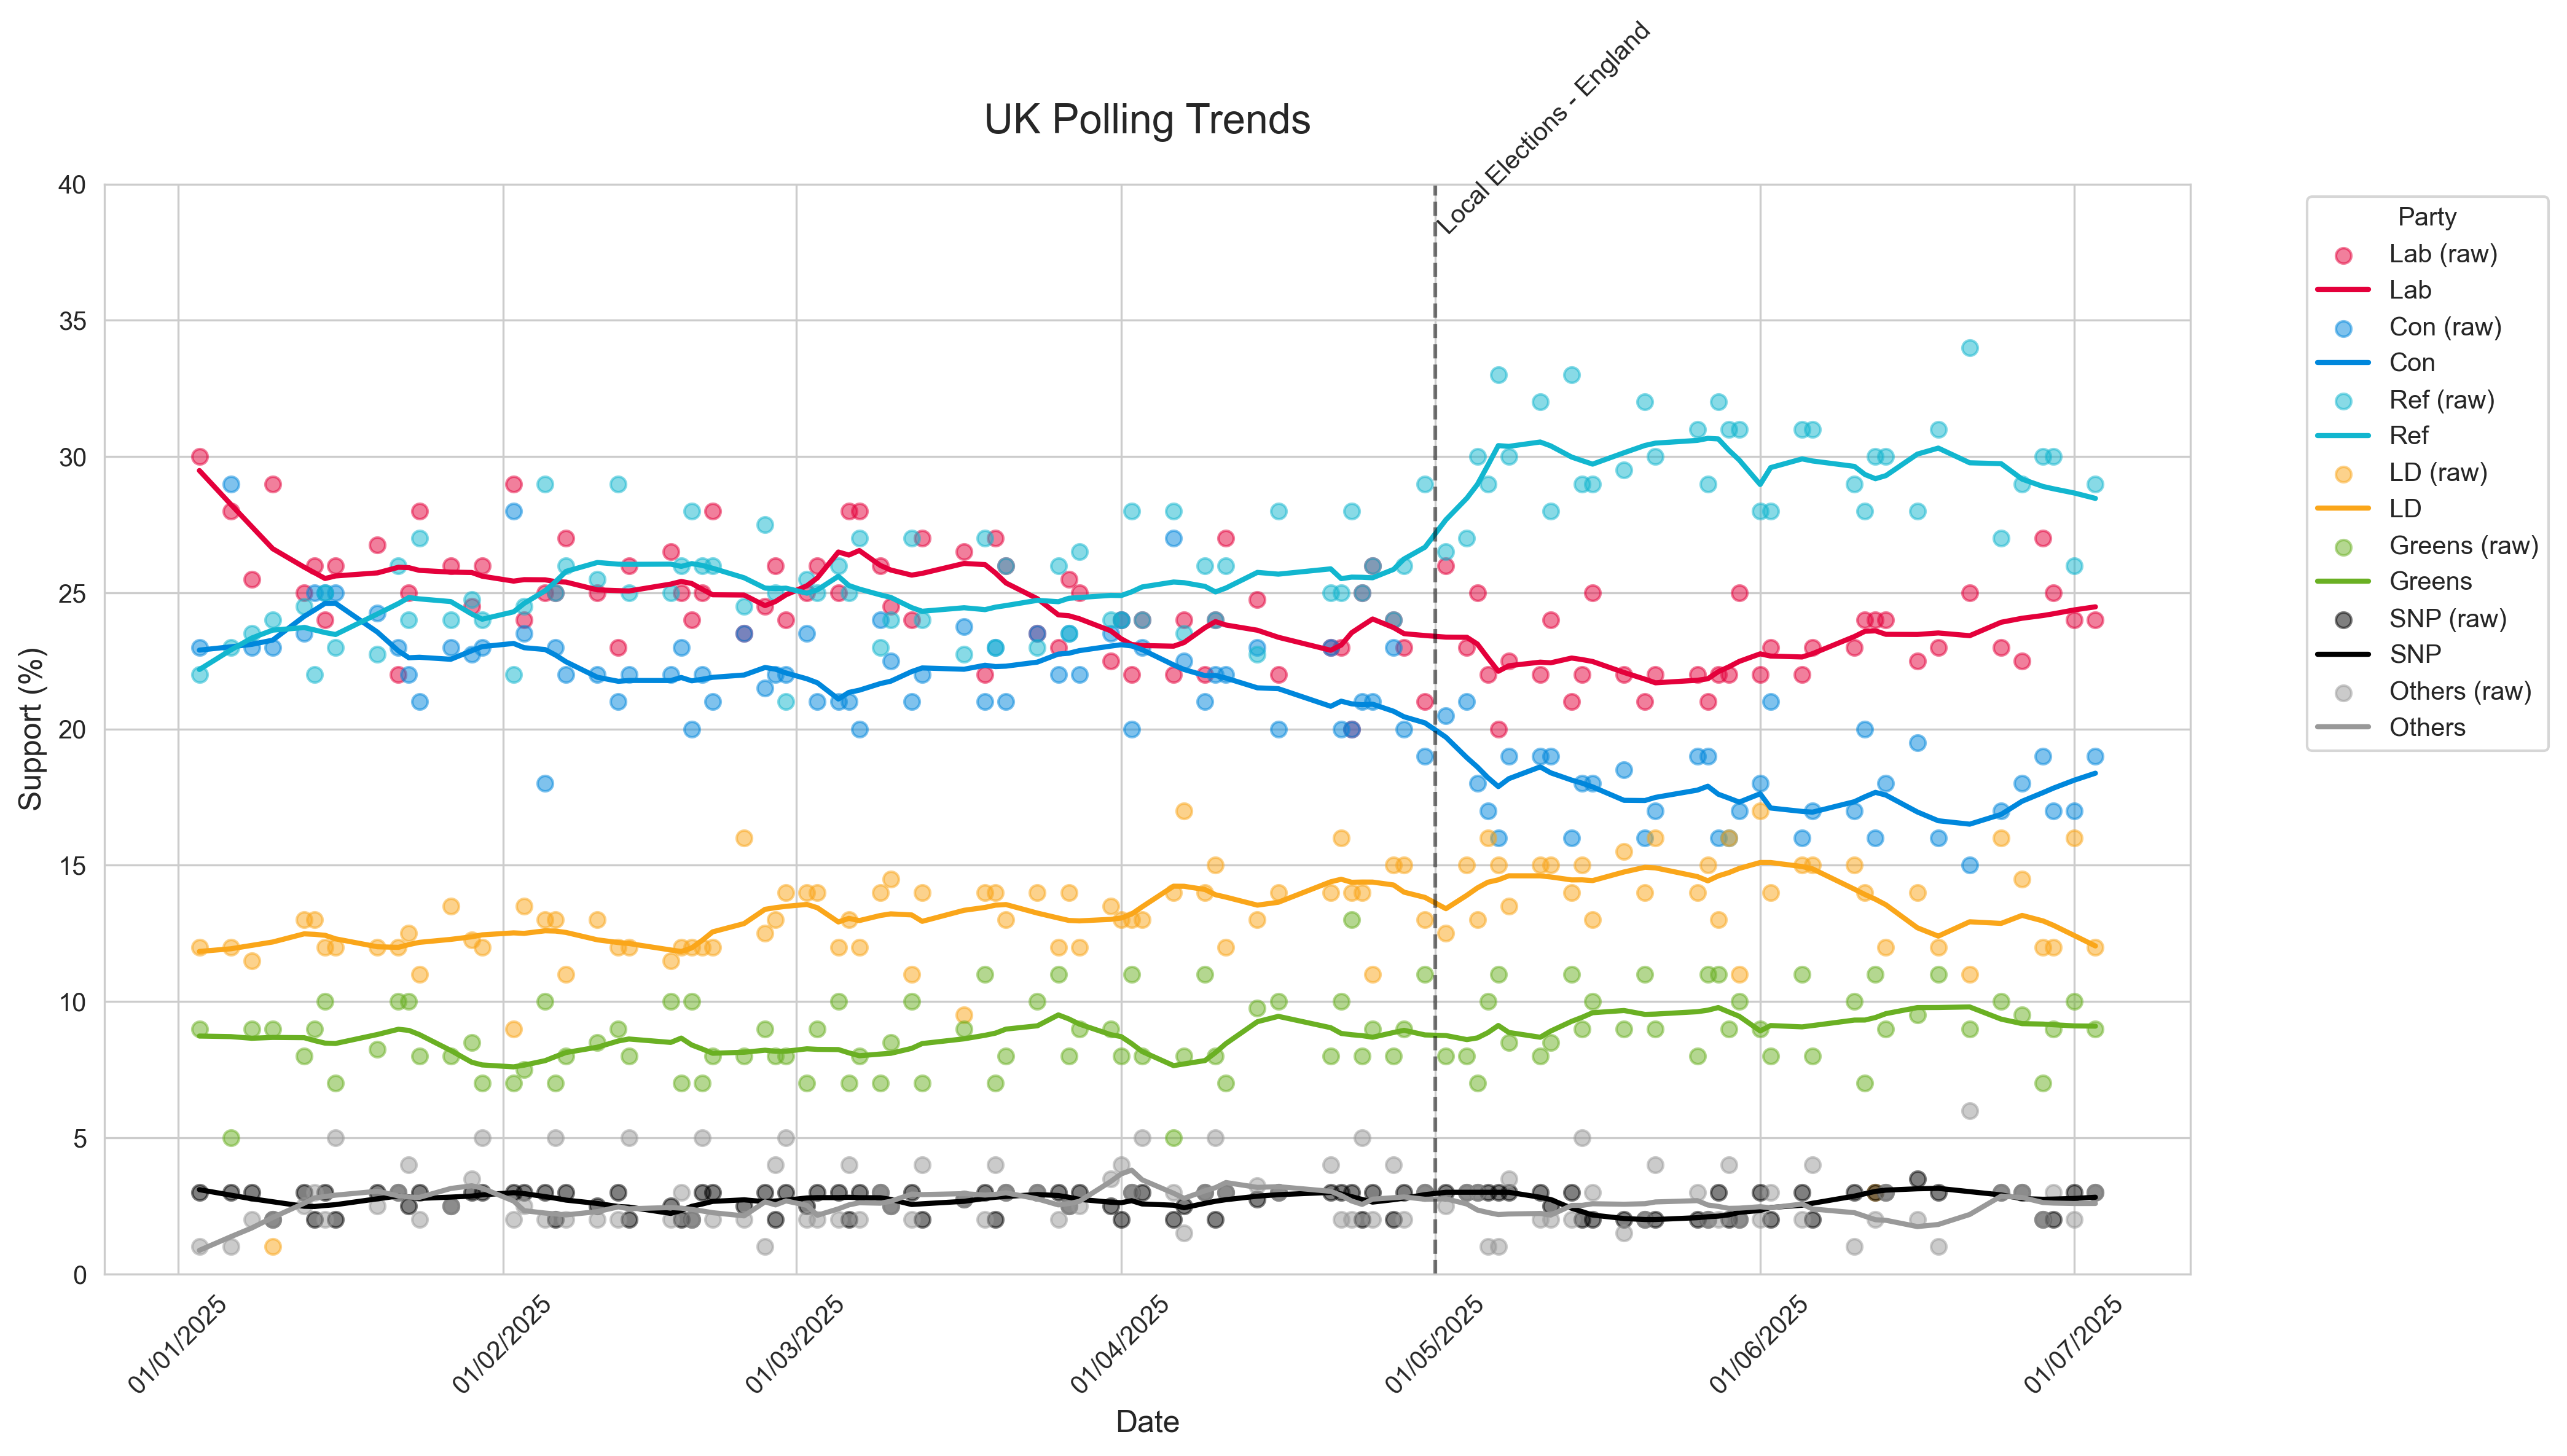 Local Elections - England
UK Polling Trends
40
35
30
25
20
15
10
5
0
Support (%)
01/01/2025
01/02/2025
01/03/2025
01/04/2025
01/05/2025
01/06/2025
01/07/2025
Date
Party
Lab (raw)
Lab
Con (raw)
Con
Ref (raw)
Ref
LD (raw)
LD
Greens (raw)
Greens
SNP (raw)
SNP
Others (raw)
Others